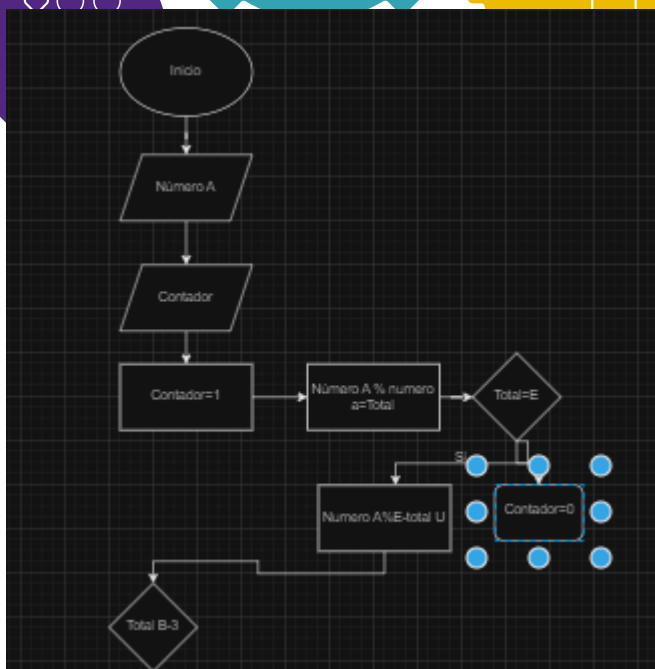 Inicio
Número A
Contador
Contador=1
Número A % numero
a=Total
Total=E
Si
Numero A%E-total U
Contador=0
Total B-3